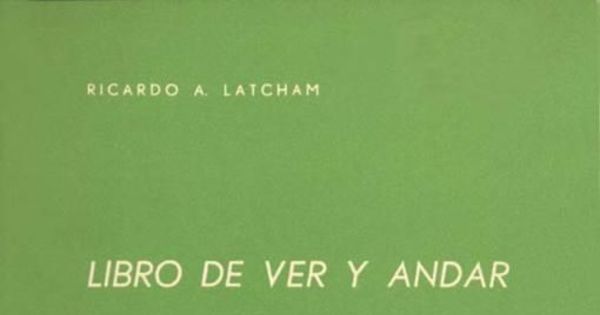 RICARDO A. LATCHAM
LIBRO DE VER Y ANDAR